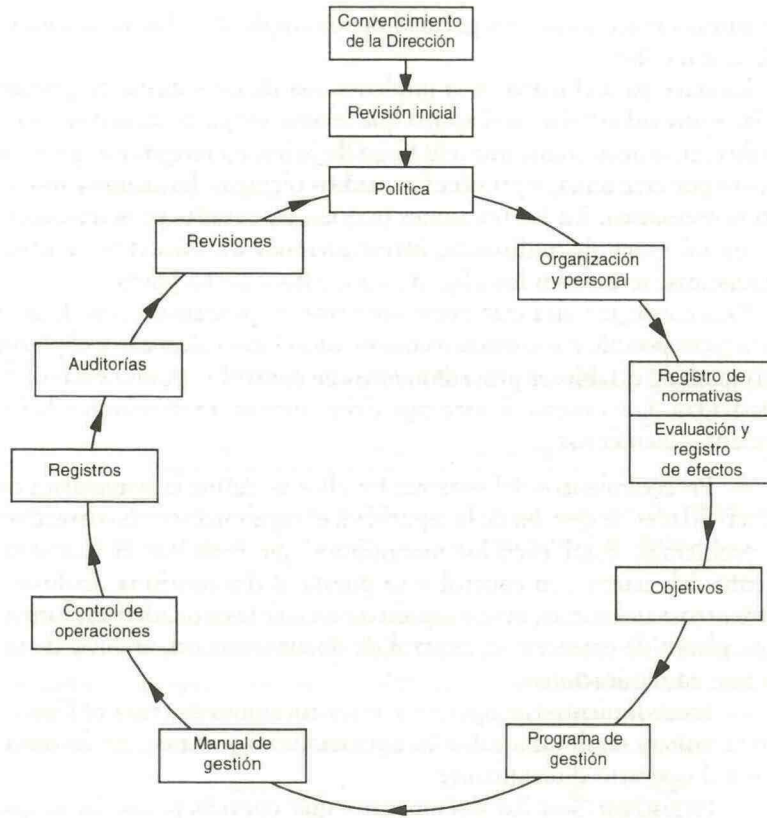 Convencimiento
de la Dirección
Revisión inicial
Política
Organización
y personal
Registro de
normativas
Evaluación y
registro
de efectos
Objetivos
Programa de
gestión
Manual de
gestión
Control de
operaciones
Registros
Auditorías
Revisiones